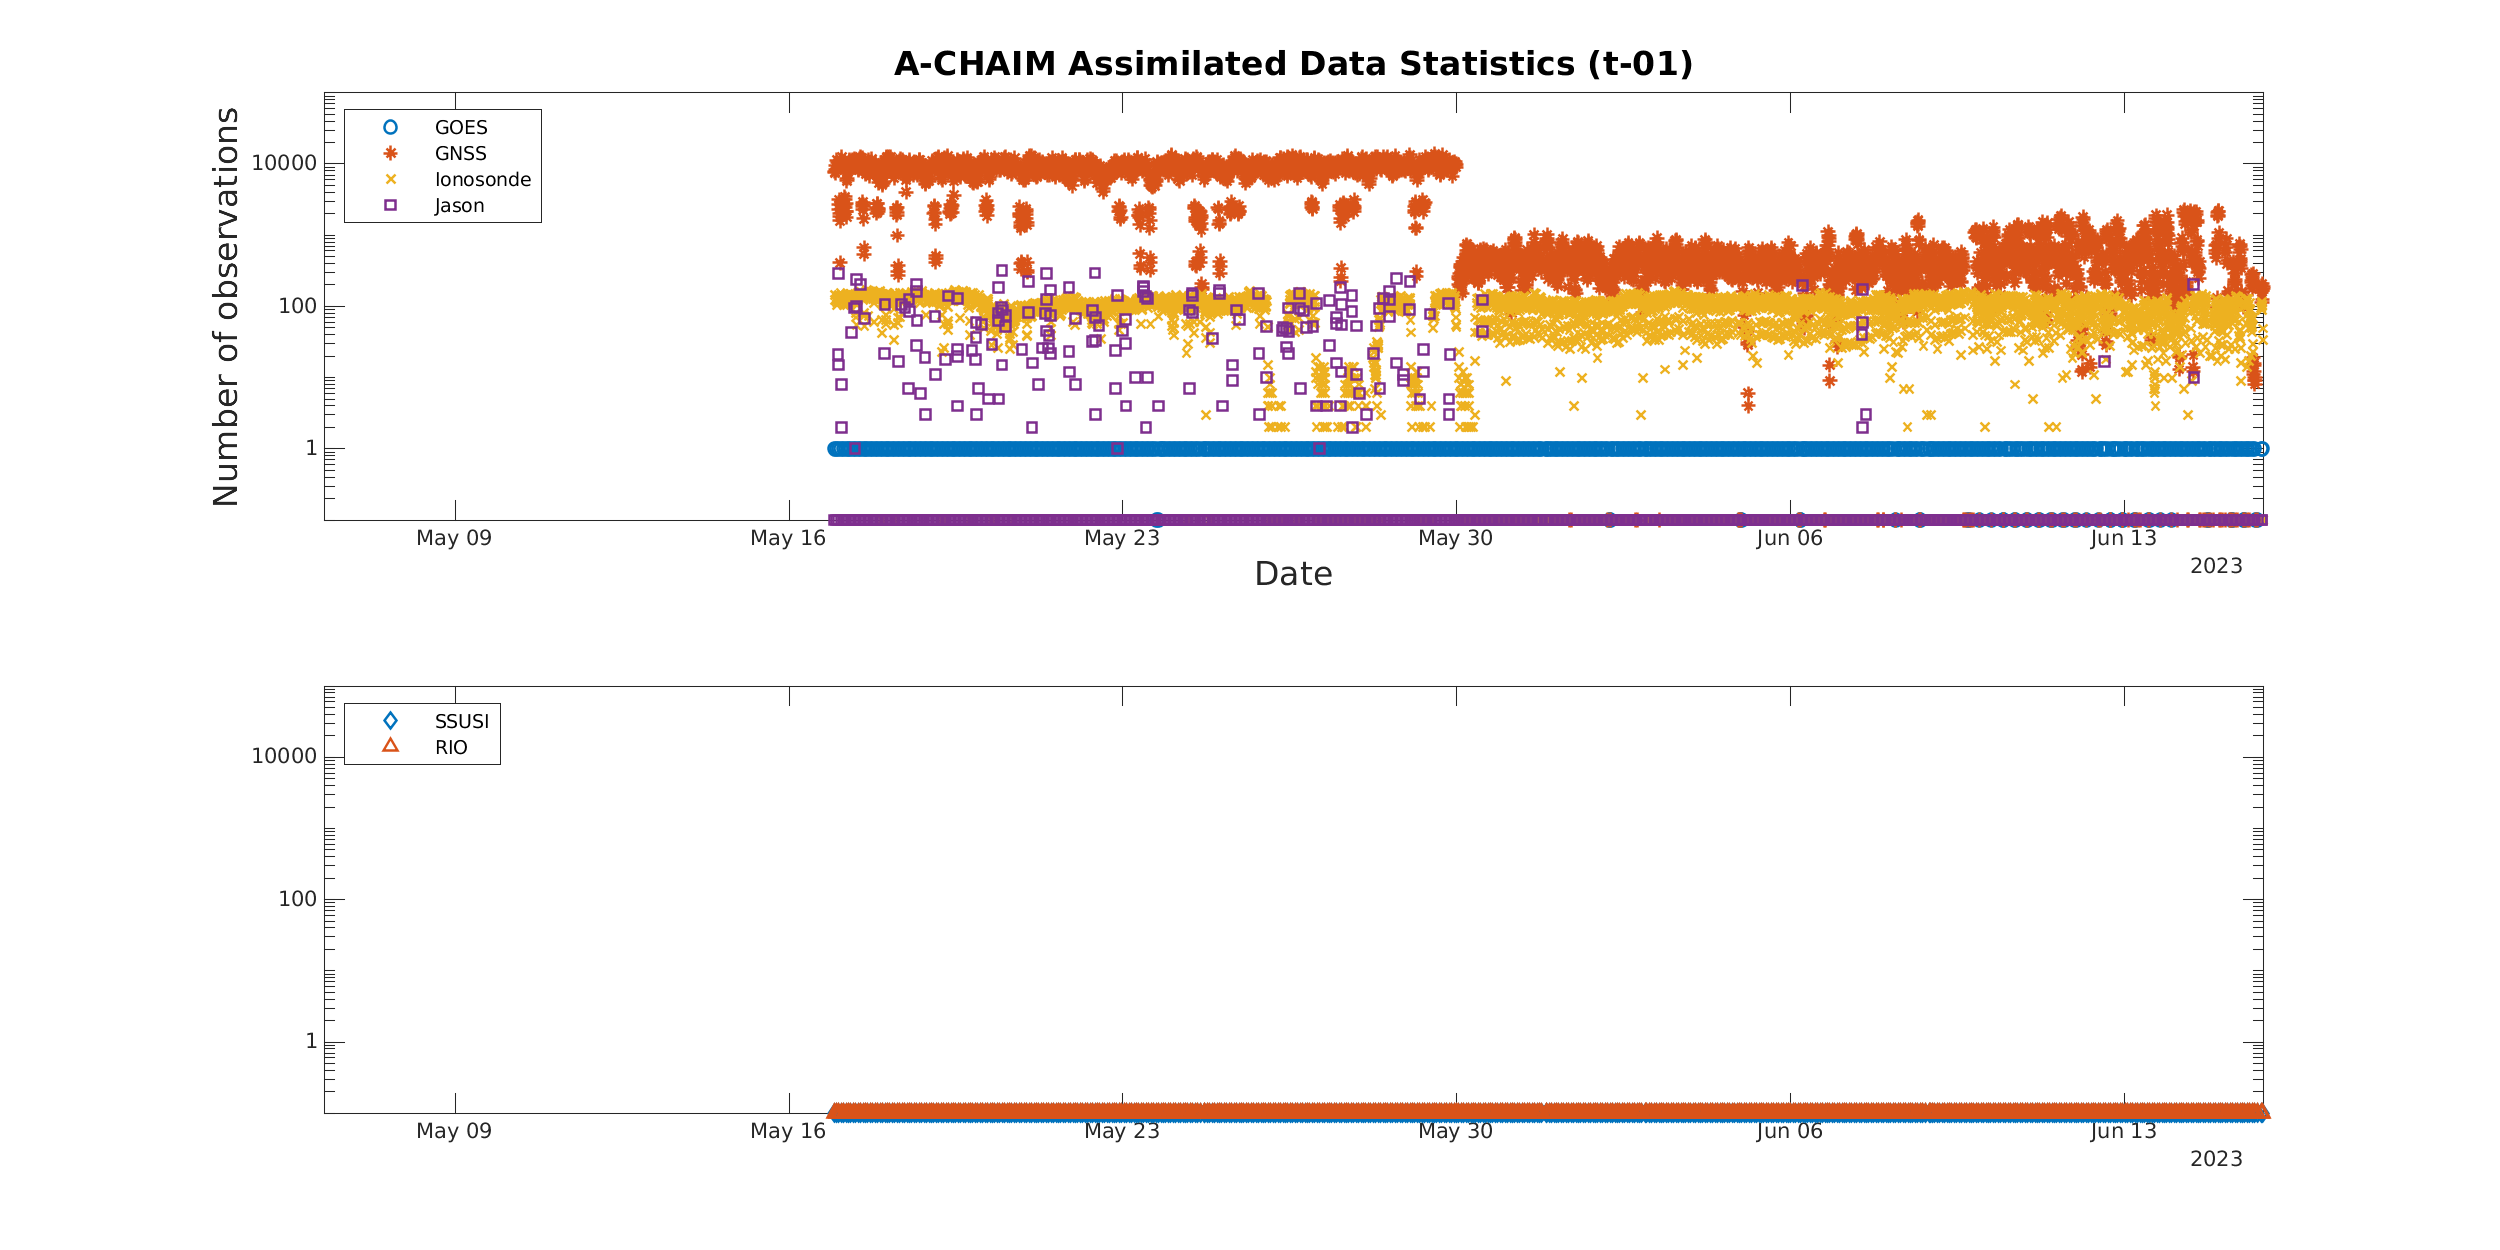 A-CHAIM Assimilated Data Statistics (t-01)
Number of observations
10000
100
1
GOES
GNSS
Ionosonde
Jason
May 09
May 16
May 23
May 30
Jun 06
Jun 13
2023
Date
10000
100
1
SSUSI
RIO
May 09
May 16
May 23
May 30
Jun 06
Jun 13
2023